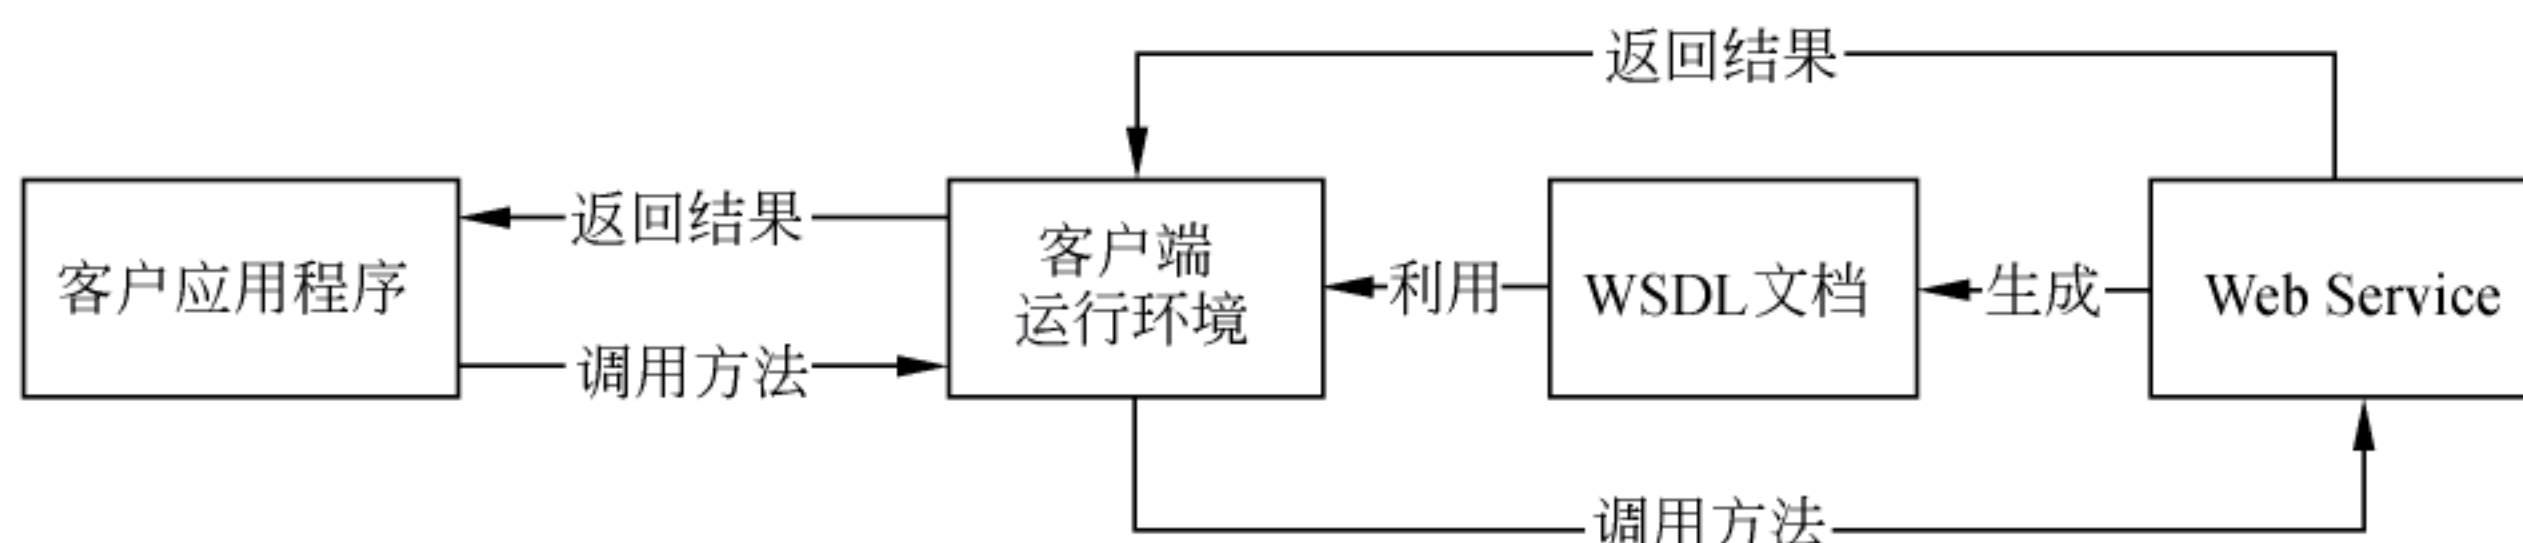 返回结果
返回结果
客户应用程序
客户端
运行环境
利用
WSDL文档
生成
Web Service
调用方法
调用方法